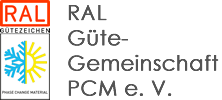 RAL
GÜTEZEICHEN
PHASE CHANGE MATERIAL
RAL
Güte-
Gemeinschaft
PCM e. V.